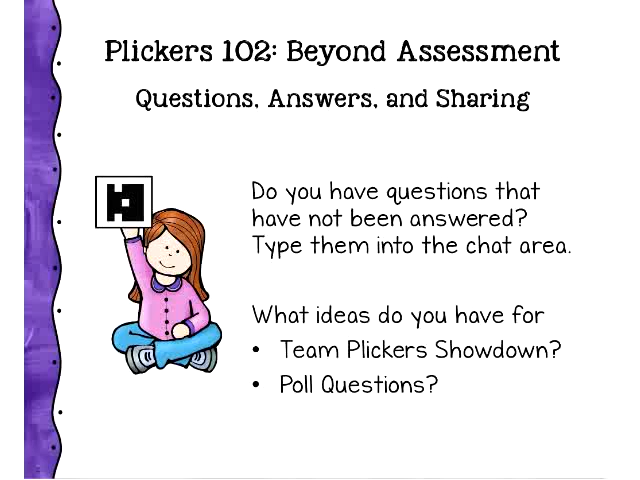 Plickers 102: Beyond Assessment
Questions, Answers, and Sharing
Do you have questions that
have not been answered?
Type them into the chat area.
What ideas do you have for
• Team Plickers Showdown?
• Poll Questions?